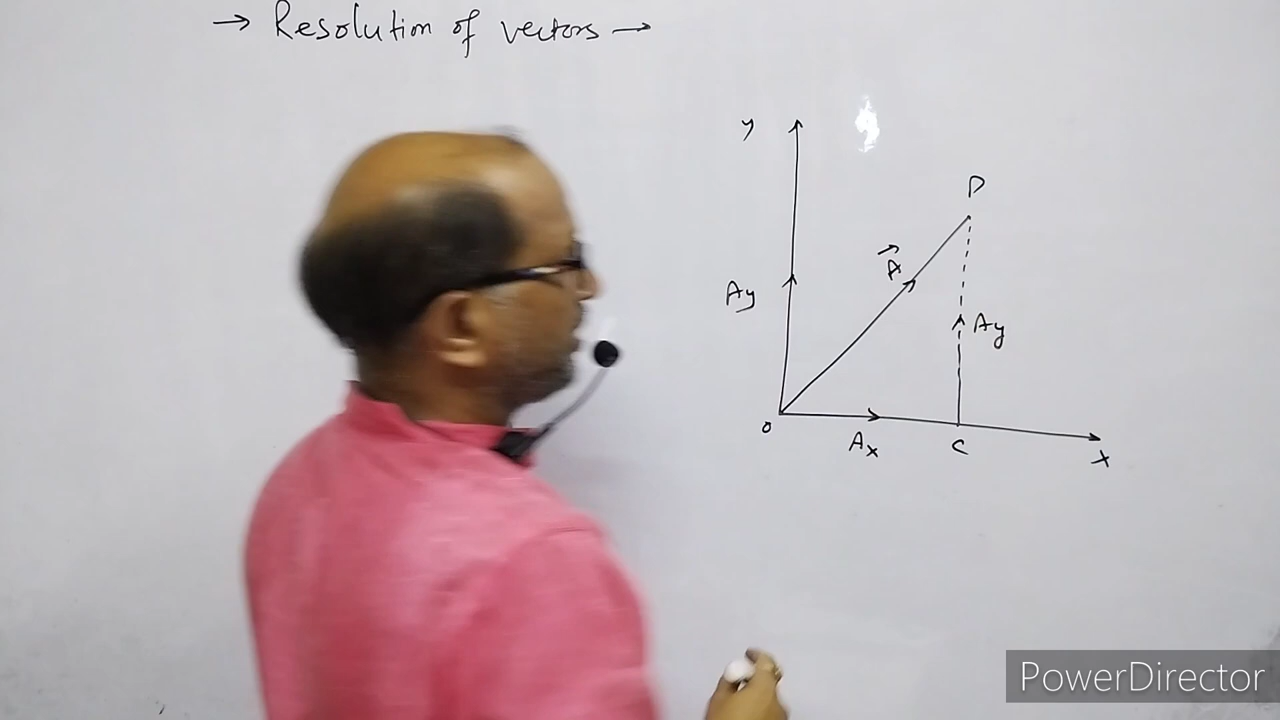 → Resolution of vectors →
y
D
A
Ay
Ay
O
Ax
C
X
PowerDirector